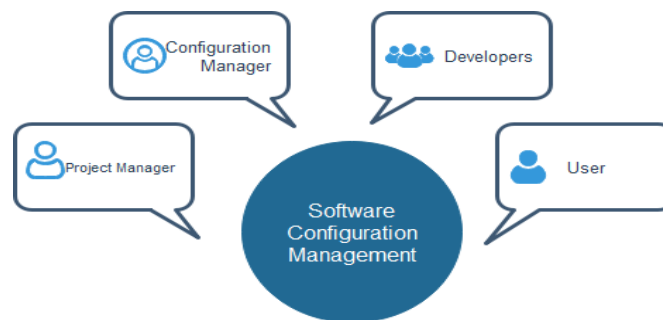 Configuration
Manager
Developers
Project Manager
User
Software
Configuration
Management